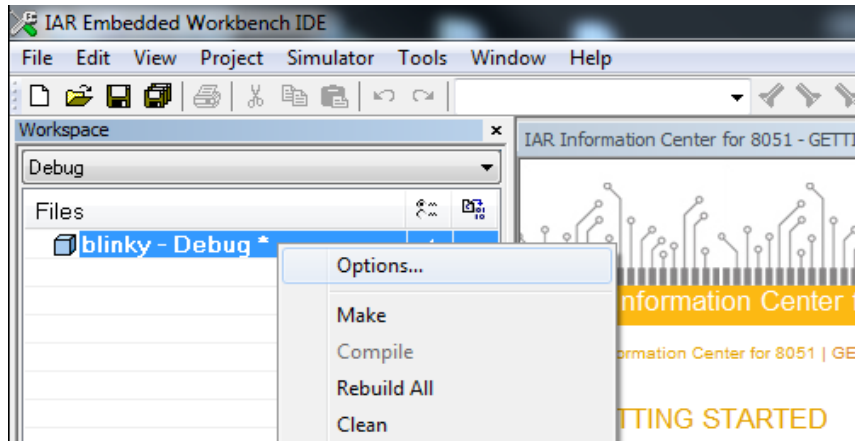 IAR Embedded Workbench IDE
File Edit View Project Simulator Tools Window Help
Workspace
IAR Information Center for 8051 - GETTI
Debug
Files
blinky - Debug *
Options...
Make
Compile
Rebuild All
Clean
nformation Center
ormation Center for 8051 | GE
TTING STARTED